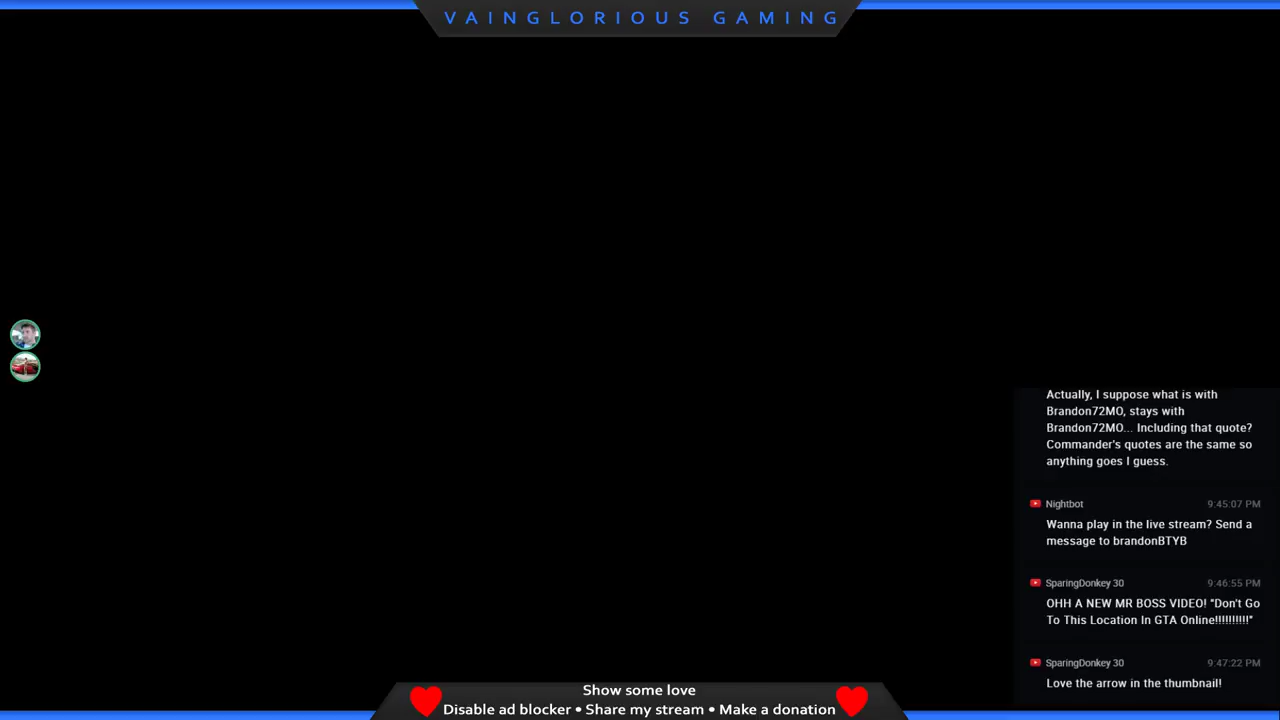 VAINGLORIOUS GAMING
Actually, I suppose what is with
Brandon72MO, stays with
Brandon72MO... Including that quote?
Commander's quotes are the same so
anything goes I guess.
Nightbot 9:45:07 PM
Wanna play in the live stream? Send a
message to brandonBTYB
SparingDonkey 30 9:46:55 PM
OHH A NEW MR BOSS VIDEO! "Don't Go
To This Location In GTA Online!!!!!!!!!!"
SparingDonkey 30 9:47:22 PM
Love the arrow in the thumbnail!
Show some love
Disable ad blocker • Share my stream • Make a donation